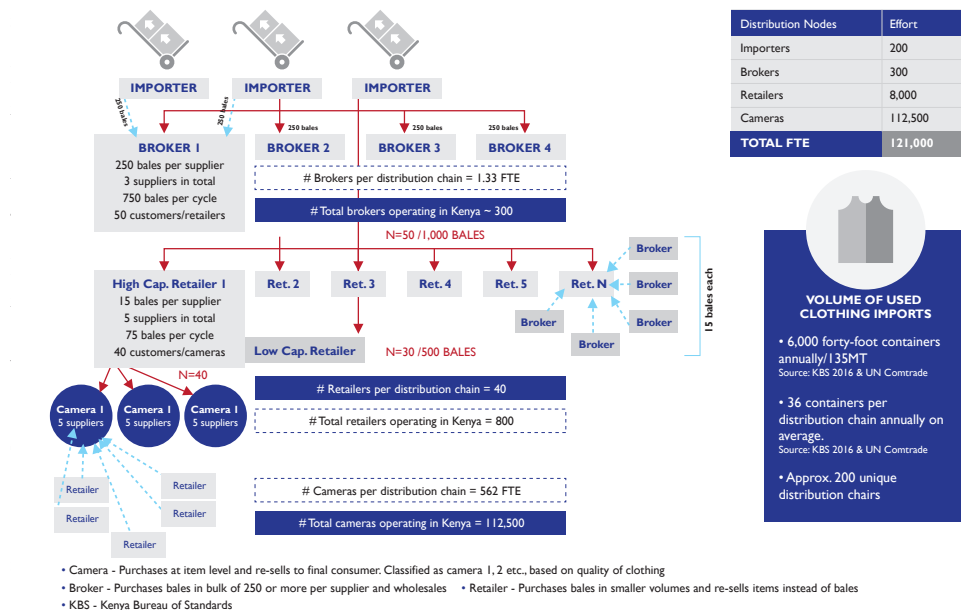 IMPORTER
IMPORTER
IMPORTER
250 bales
250 bales
250 bales
250 bales
250 bales
BROKER 1
250 bales per supplier
3 suppliers in total
750 bales per cycle
50 customers/retailers
BROKER 2
BROKER 3
BROKER 4
# Brokers per distribution chain = 1.33 FTE
# Total brokers operating in Kenya ~ 300
N=50 /1,000 BALES
High Cap. Retailer 1
15 bales per supplier
5 suppliers in total
75 bales per cycle
40 customers/cameras
Ret. 2
Ret. 3
Ret. 4
Ret. 5
Ret. N
Broker
Broker
Broker
Broker
Broker
15 bales each
Low Cap. Retailer
N=30 /500 BALES
N=40
# Retailers per distribution chain = 40
# Total retailers operating in Kenya = 800
Camera 1
5 suppliers
Camera 1
5 suppliers
Camera 1
5 suppliers
Retailer
Retailer
Retailer
Retailer
Retailer
# Cameras per distribution chain = 562 FTE
# Total cameras operating in Kenya = 112,500
Distribution Nodes Effort
Importers 200
Brokers 300
Retailers 8,000
Cameras 112,500
TOTAL FTE 121,000
VOLUME OF USED
CLOTHING IMPORTS
• 6,000 forty-foot containers
annually/135MT
Source: KBS 2016 & UN Comtrade
• 36 containers per
distribution chain annually on
average.
Source: KBS 2016 & UN Comtrade
• Approx. 200 unique
distribution chairs
• Camera - Purchases at item level and re-sells to final consumer. Classified as camera 1, 2 etc., based on quality of clothing
• Broker - Purchases bales in bulk of 250 or more per supplier and wholesales • Retailer - Purchases bales in smaller volumes and re-sells items instead of bales
• KBS - Kenya Bureau of Standards